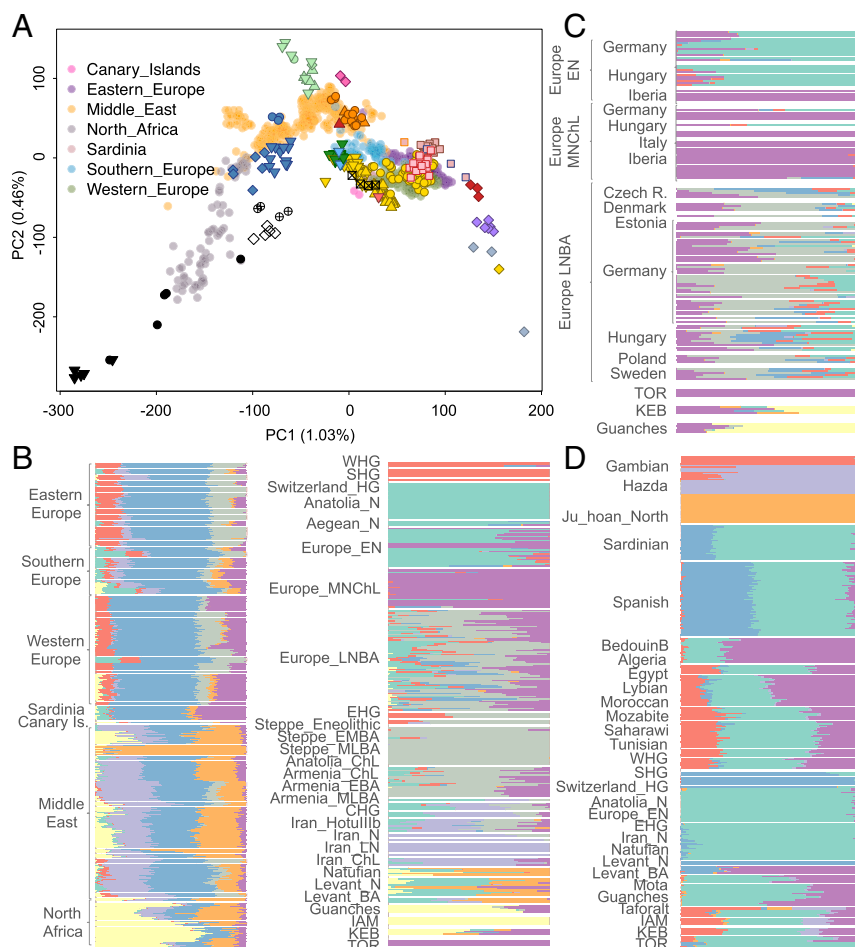 A
100
0
-100
-200
PC2 (0.46%)
-300
-200
-100
0
100
200
PC1 (1.03%)
Canary_Islands
Eastern_Europe
Middle_East
North_Africa
Sardinia
Southern_Europe
Western_Europe
B
Eastern
Europe
Southern
Europe
Western
Europe
Sardinia
Canary Is.
Middle
East
North
Africa
WHG
SHG
Switzerland_HG
Anatolia_N
Aegean_N
Europe_EN
Europe_MNChL
Europe_LNBA
EHG
Steppe_Eneolithic
Steppe_EMBA
Steppe_MLBA
Anatolia_ChL
Armenia_ChL
Armenia_EBA
Armenia_MLBA
CHG
Iran_HotuIIIb
Iran_N
Iran_LN
Iran_ChL
Natufian
Levant_N
Levant_BA
Guanches
IAM
KEB
TOR
C
Europe
EN
Germany
Hungary
Iberia
Europe
MNChL
Germany
Hungary
Italy
Iberia
Europe LNBA
Czech R.
Denmark
Estonia
Germany
Hungary
Poland
Sweden
TOR
KEB
Guanches
D
Gambian
Hazda
Ju_hoan_North
Sardinian
Spanish
BedouinB
Algeria
Egypt
Lybian
Moroccan
Mozabite
Saharawi
Tunisian
WHG
SHG
Switzerland_HG
Anatolia_N
Europe_EN
EHG
Iran_N
Natufian
Levant_N
Levant_BA
Mota
Guanches
Taforalt
IAM
KEB
TOR